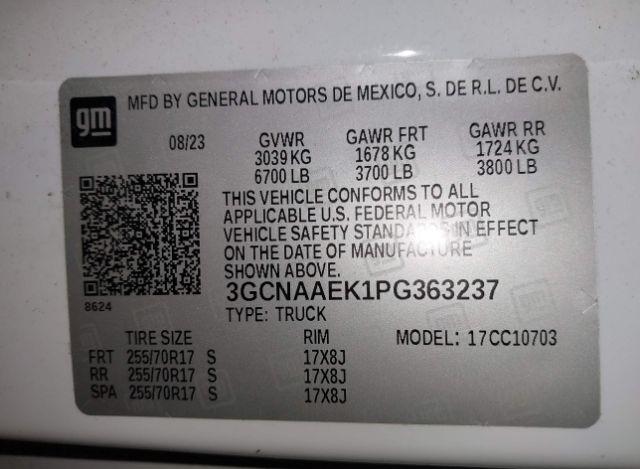 gm
MFD BY GENERAL MOTORS DE MEXICO, S. DE R.L. DE C.V.
08/23 GVWR GAWR FRT GAWR RR
3039 KG 1678 KG 1724 KG
6700 LB 3700 LB 3800 LB
THIS VEHICLE CONFORMS TO ALL
APPLICABLE U.S. FEDERAL MOTOR
VEHICLE SAFETY STANDARDS IN EFFECT
ON THE DATE OF MANUFACTURE
SHOWN ABOVE.
8624
3GCNAAEK1PG363237
TYPE: TRUCK
TIRE SIZE RIM MODEL: 17CC10703
FRT 255/70R17 S 17X8J
RR 255/70R17 S 17X8J
SPA 255/70R17 S 17X8J